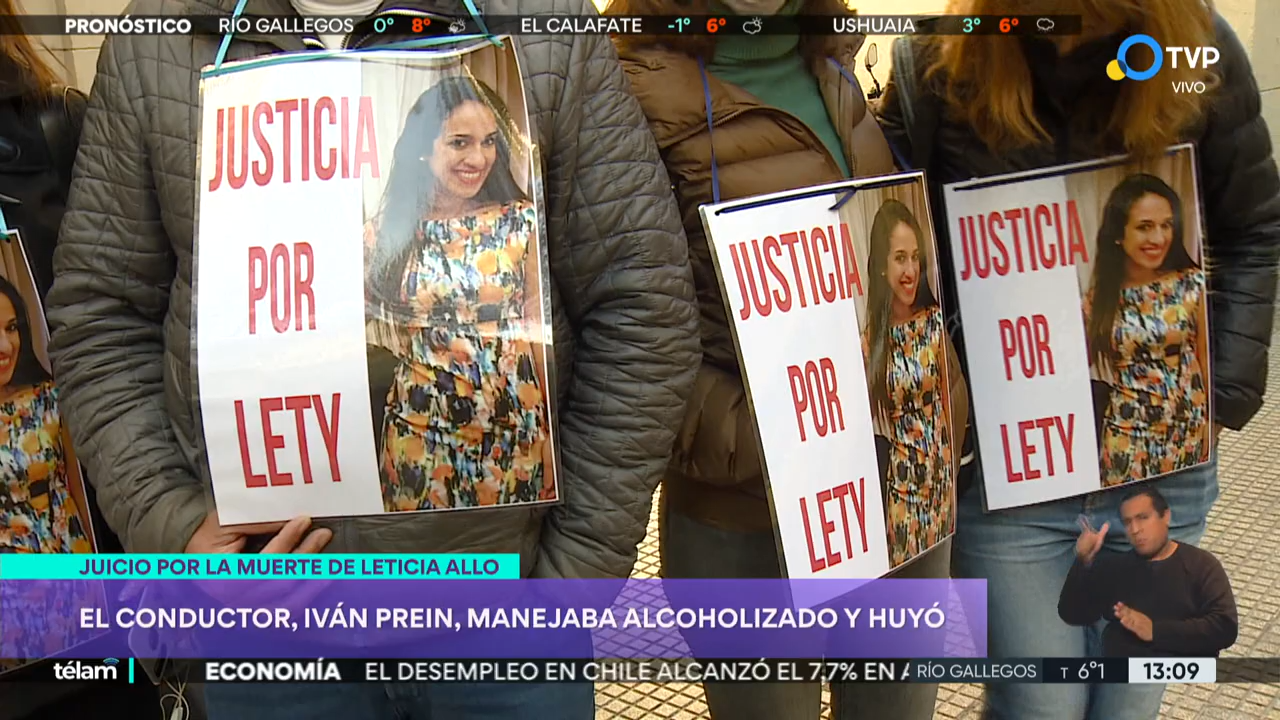 PRONÓSTICO RÍO GALLEGOS 0° 8° EL CALAFATE -1° 6° USHUAIA 3° 6°
TVP
VIVO
JUSTICIA
POR
LETY
JUSTICIA
POR
LETY
JUSTICIA
POR
LETY
JUICIO POR LA MUERTE DE LETICIA ALLO
EL CONDUCTOR, IVÁN PREIN, MANEJABA ALCOHOLIZADO Y HUYÓ
télam ECONOMÍA EL DESEMPLEO EN CHILE ALCANZÓ EL 7,7% EN RÍO GALLEGOS T 6°1 13:09